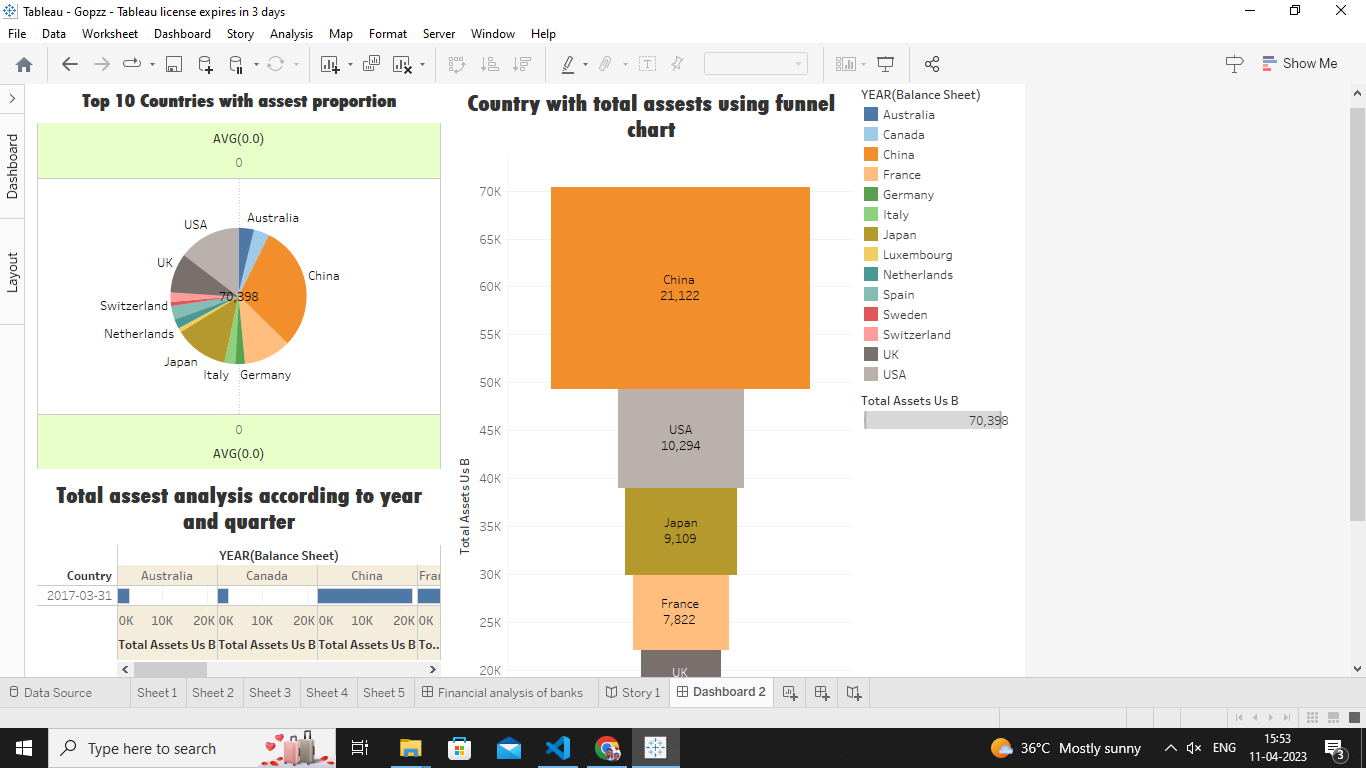 Tableau - Gopzz - Tableau license expires in 3 days
File Data Worksheet Dashboard Story Analysis Map Format Server Window Help
Show Me
Dashboard
Layout
Top 10 Countries with assest proportion
AVG(0.0)
0
USA
Australia
UK
China
70,398
Switzerland
Netherlands
Japan
Italy
Germany
0
AVG(0.0)
Total assest analysis according to year
and quarter
YEAR(Balance Sheet)
Country Australia Canada China Frai
2017-03-31
0K 10K 20K 0K 10K 20K 0K 10K 20K 0K
Total Assets Us B Total Assets Us B Total Assets Us B To..
Country with total assests using funnel
chart
Total Assets Us B
70K
65K
60K
55K
50K
45K
40K
35K
30K
25K
20K
China
21,122
USA
10,294
Japan
9,109
France
7,822
UK
YEAR(Balance Sheet)
Australia
Canada
China
France
Germany
Italy
Japan
Luxembourg
Netherlands
Spain
Sweden
Switzerland
UK
USA
Total Assets Us B
70,398
Data Source Sheet 1 Sheet 2 Sheet 3 Sheet 4 Sheet 5 Financial analysis of banks Story 1 Dashboard 2
Type here to search
36°C Mostly sunny
ENG
15:53
11-04-2023
3